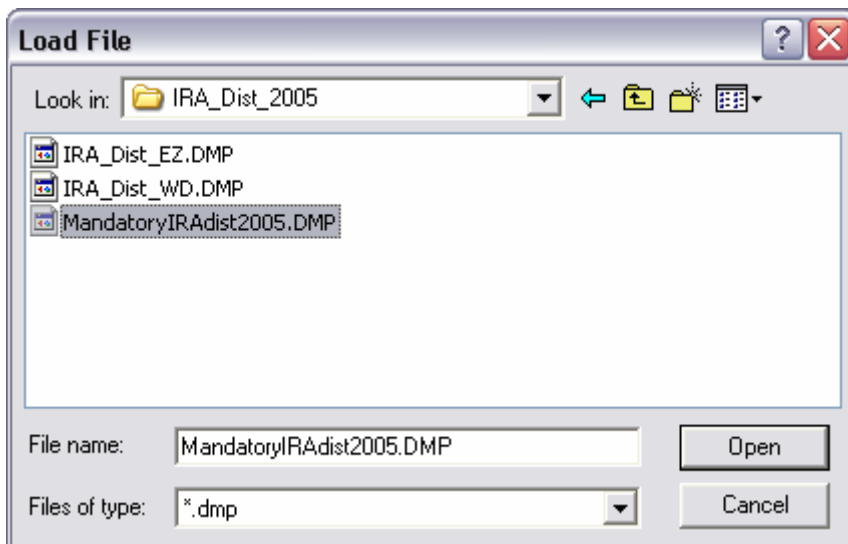 Load File
Look in: IRA_Dist_2005
IRA_Dist_EZ.DMP
IRA_Dist_WD.DMP
MandatoryIRAdist2005.DMP
File name: MandatoryIRAdist2005.DMP Open
Files of type: *.dmp Cancel